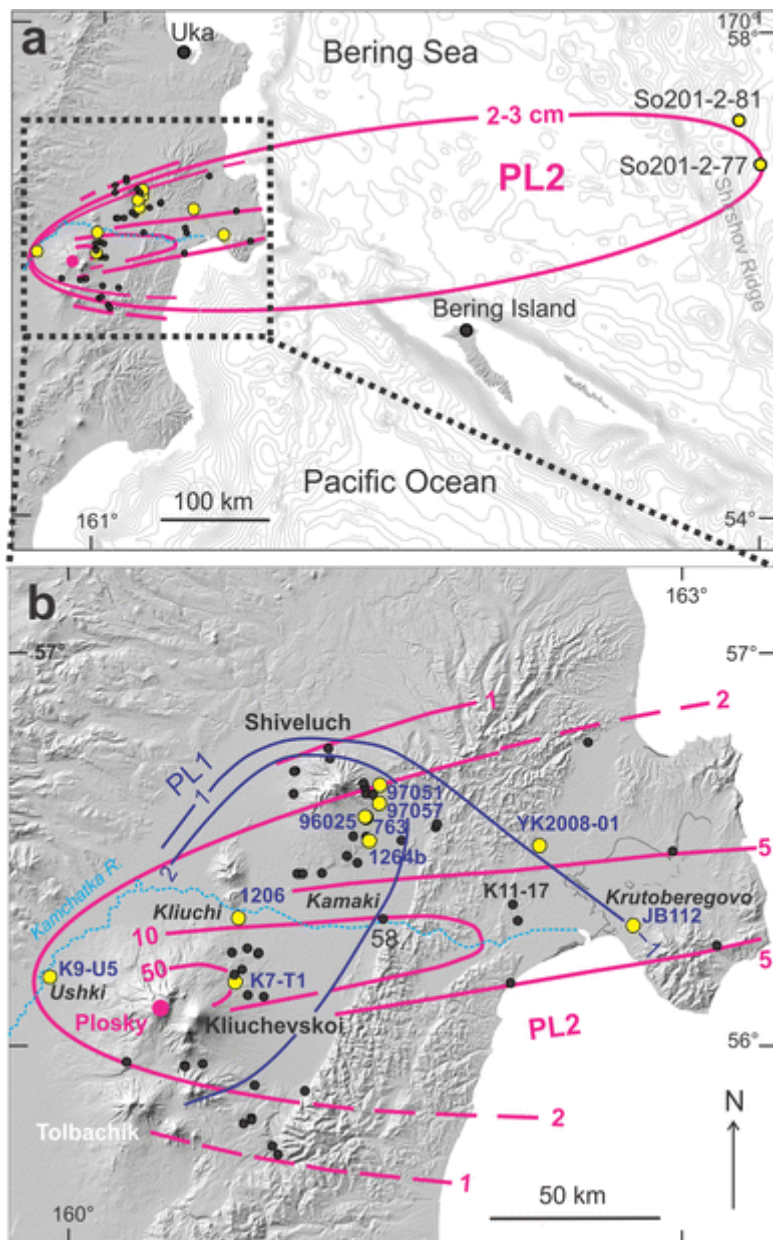 a
Uka
Bering Sea
170°
58°
So201-2-81
2-3 cm
PL2
So201-2-77
Shirshov Ridge
Bering Island
Pacific Ocean
100 km
161°
54°
b
163°
57°
57°
Shiveluch
1
2
PL1
1
2
97051
97057
96025
763
1264b
YK2008-01
5
Kamchatka R.
1206
Kliuchi
Kamaki
K11-17
Krutoberegovo
JB112
1
58
10
50
K9-U5
Ushki
K7-T1
Plosky
Kliuchevskoi
5
PL2
56°
2
Tolbachik
1
N
50 km
160°